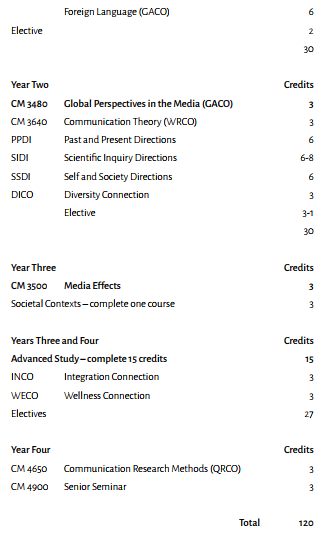 Foreign Language (GACO) 6
Elective 2
30
Year Two Credits
CM 3480 Global Perspectives in the Media (GACO) 3
CM 3640 Communication Theory (WRCO) 3
PPDI Past and Present Directions 6
SIDI Scientific Inquiry Directions 6-8
SSDI Self and Society Directions 6
DICO Diversity Connection 3
Elective 3-1
30
Year Three Credits
CM 3500 Media Effects 3
Societal Contexts – complete one course 3
Years Three and Four Credits
Advanced Study – complete 15 credits 15
INCO Integration Connection 3
WECO Wellness Connection 3
Electives 27
Year Four Credits
CM 4650 Communication Research Methods (QRCO) 3
CM 4900 Senior Seminar 3
Total 120